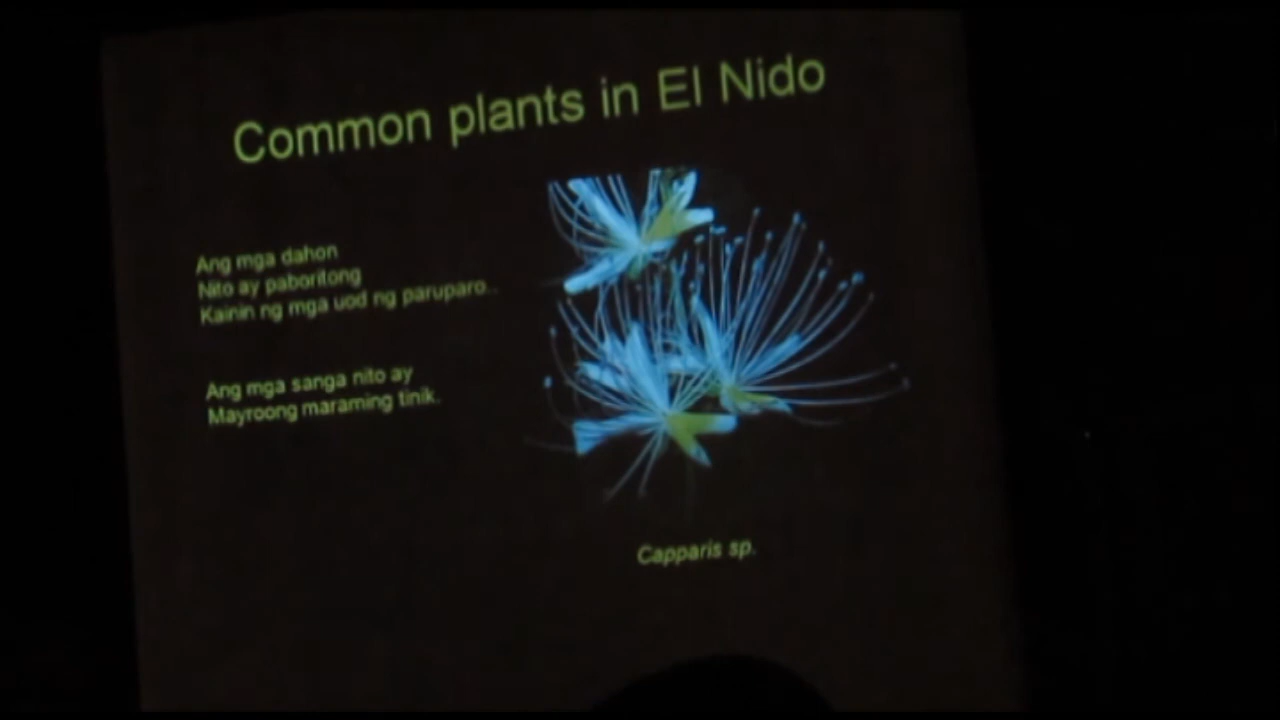 Common plants in El Nido
Ang mga dahon
Nito ay paboritong
Kainin ng mga uod ng paruparo..
Ang mga sanga nito ay
Mayroong maraming tinik.
Capparis sp.